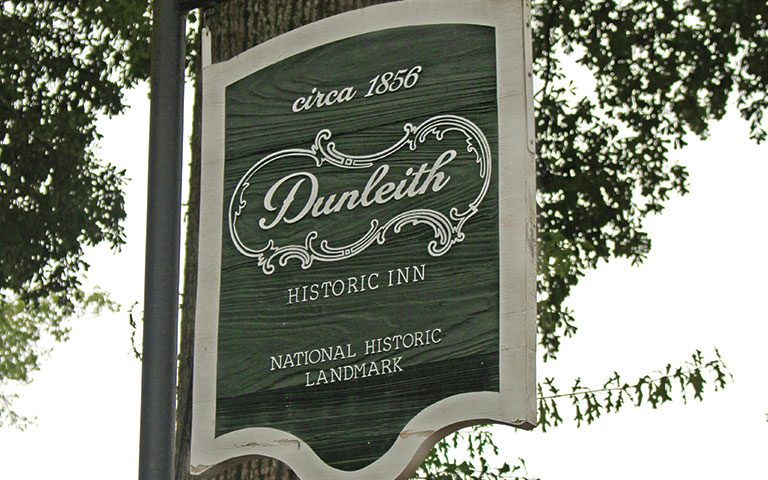 circa 1856
Dunleith
HISTORIC INN
NATIONAL HISTORIC
LANDMARK